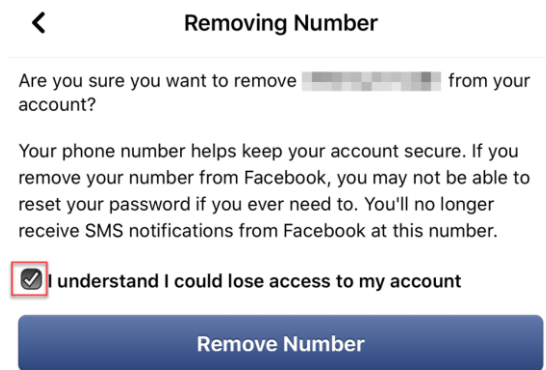 Removing Number
Are you sure you want to remove from your
account?
Your phone number helps keep your account secure. If you
remove your number from Facebook, you may not be able to
reset your password if you ever need to. You'll no longer
receive SMS notifications from Facebook at this number.
I understand I could lose access to my account
Remove Number